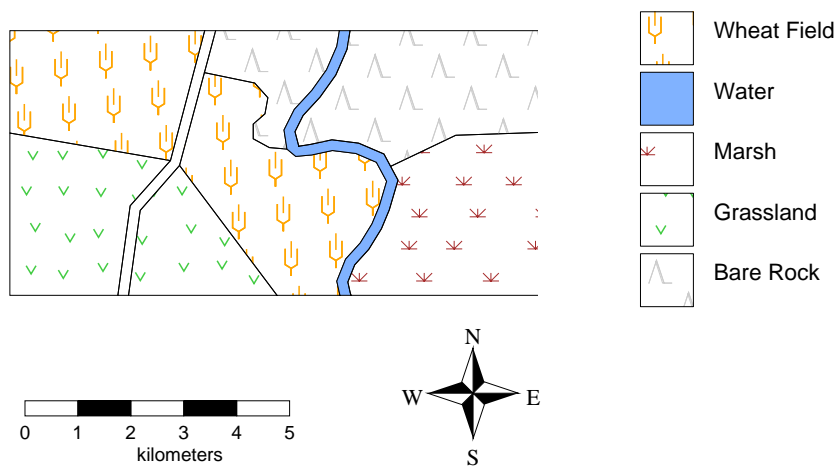 Wheat Field
Water
Marsh
Grassland
Bare Rock
N
W E
S
0 1 2 3 4 5
kilometers